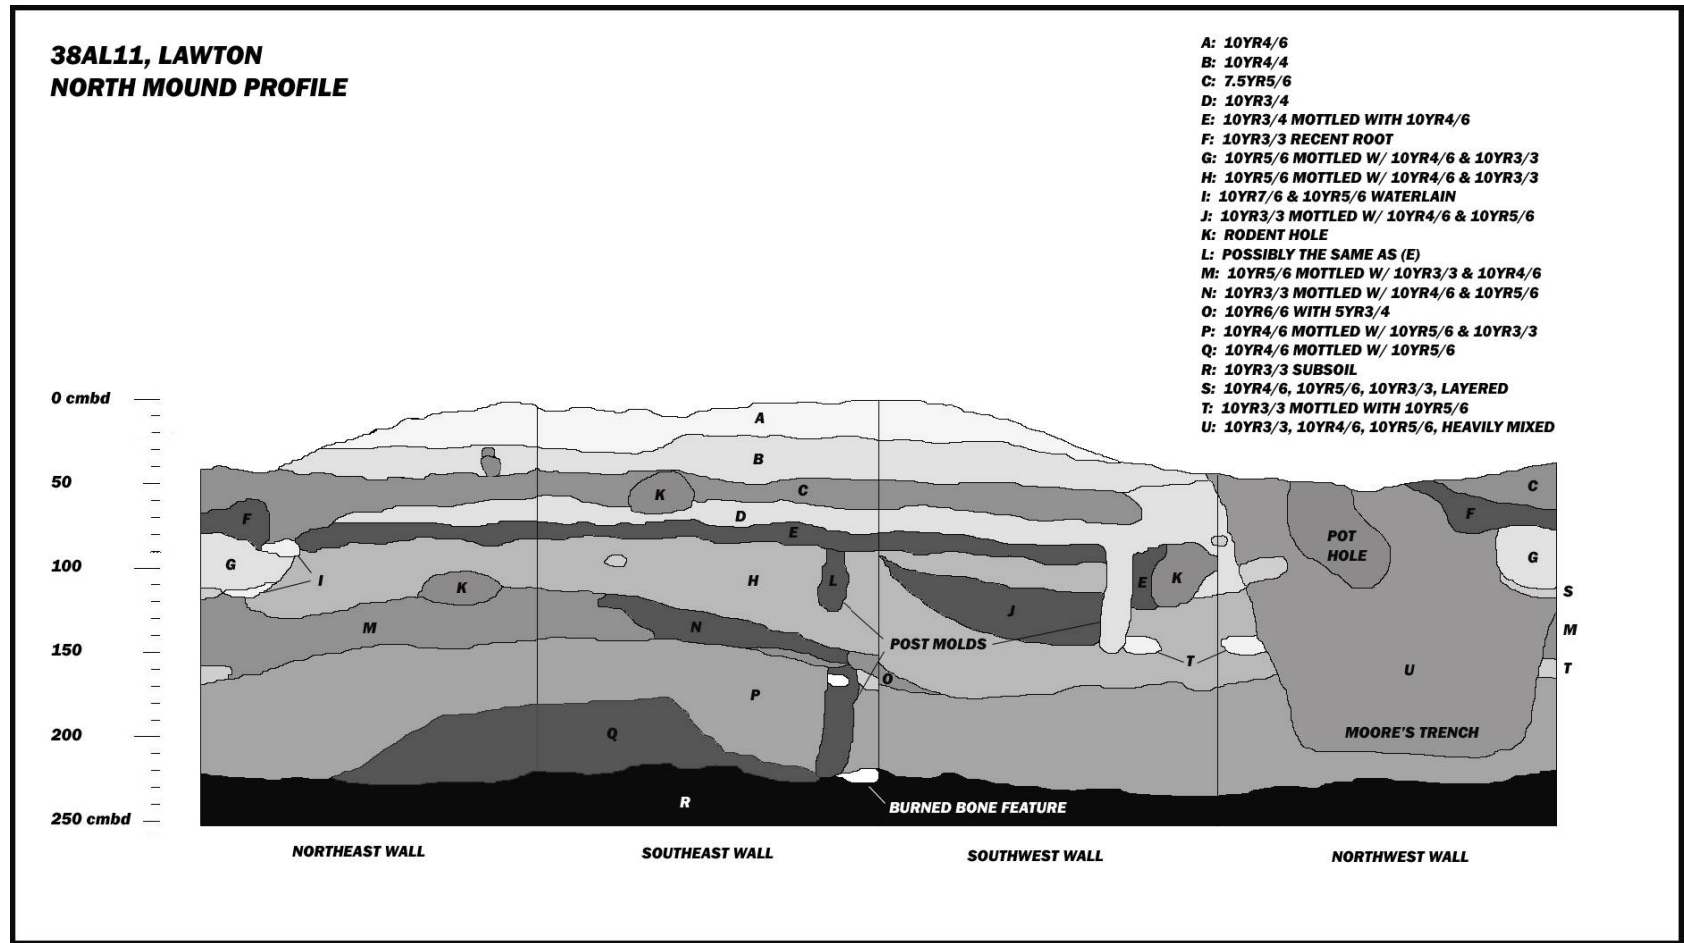 38AL11, LAWTON
NORTH MOUND PROFILE
A: 10YR4/6
B: 10YR4/4
C: 7.5YR5/6
D: 10YR3/4
E: 10YR3/4 MOTTLED WITH 10YR4/6
F: 10YR3/3 RECENT ROOT
G: 10YR5/6 MOTTLED W/ 10YR4/6 & 10YR3/3
H: 10YR5/6 MOTTLED W/ 10YR4/6 & 10YR3/3
I: 10YR7/6 & 10YR5/6 WATERLAIN
J: 10YR3/3 MOTTLED W/ 10YR4/6 & 10YR5/6
K: RODENT HOLE
L: POSSIBLY THE SAME AS (E)
M: 10YR5/6 MOTTLED W/ 10YR3/3 & 10YR4/6
N: 10YR3/3 MOTTLED W/ 10YR4/6 & 10YR5/6
O: 10YR6/6 WITH 5YR3/4
P: 10YR4/6 MOTTLED W/ 10YR5/6 & 10YR3/3
Q: 10YR4/6 MOTTLED W/ 10YR5/6
R: 10YR3/3 SUBSOIL
S: 10YR4/6, 10YR5/6, 10YR3/3, LAYERED
T: 10YR3/3 MOTTLED WITH 10YR5/6
U: 10YR3/3, 10YR4/6, 10YR5/6, HEAVILY MIXED
0 cmbd
A
B
50
K
C
C
F
D
F
E
POT
HOLE
G
100
G
I
K
H
L
E
K
S
J
M
N
M
POST MOLDS
150
T
T
O
U
P
200
Q
MOORE'S TRENCH
R
BURNED BONE FEATURE
250 cmbd
NORTHEAST WALL
SOUTHEAST WALL
SOUTHWEST WALL
NORTHWEST WALL